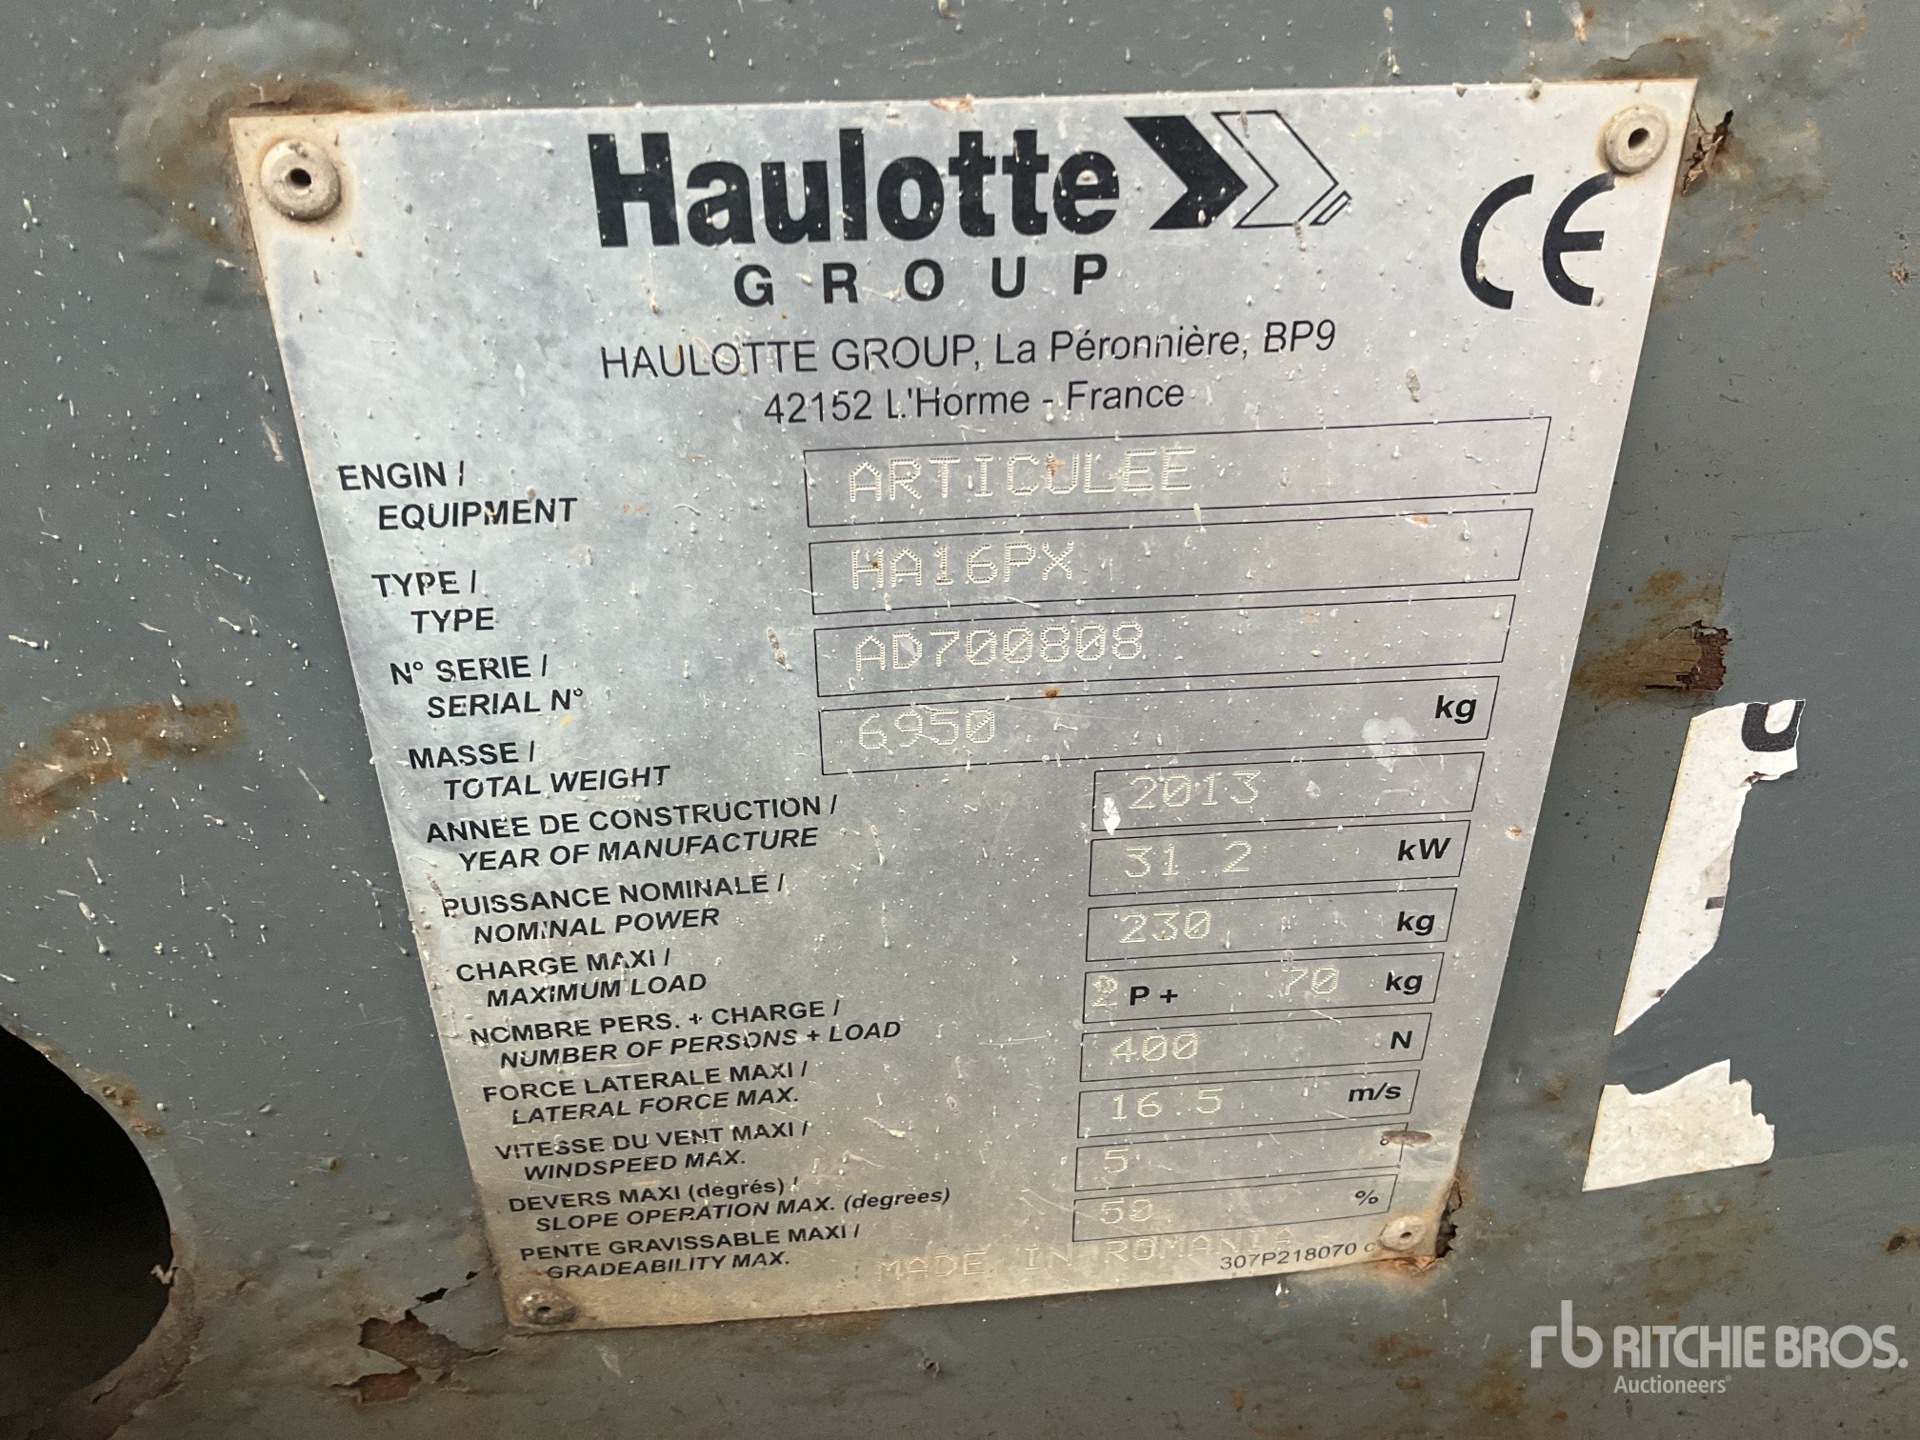 Haulotte
GROUP
CE
HAULOTTE GROUP, La Péronnière, BP9
42152 L'Horme - France
ENGIN /
EQUIPMENT
ARTICULEE
TYPE /
TYPE
HA16PX
N° SERIE /
SERIAL N°
AD700808
MASSE /
TOTAL WEIGHT
6950 kg
ANNEE DE CONSTRUCTION /
YEAR OF MANUFACTURE
2013
PUISSANCE NOMINALE /
NOMINAL POWER
31.2 kW
CHARGE MAXI /
MAXIMUM LOAD
230 kg
NOMBRE PERS. + CHARGE /
NUMBER OF PERSONS + LOAD
2 P + 70 kg
FORCE LATERALE MAXI /
LATERAL FORCE MAX.
400 N
VITESSE DU VENT MAXI /
WINDSPEED MAX.
16.5 m/s
DEVERS MAXI (degrés) /
SLOPE OPERATION MAX. (degrees)
5 °
PENTE GRAVISSABLE MAXI /
GRADEABILITY MAX.
50 %
MADE IN ROMANIA
307P218070
rb RITCHIE BROS.
Auctioneers